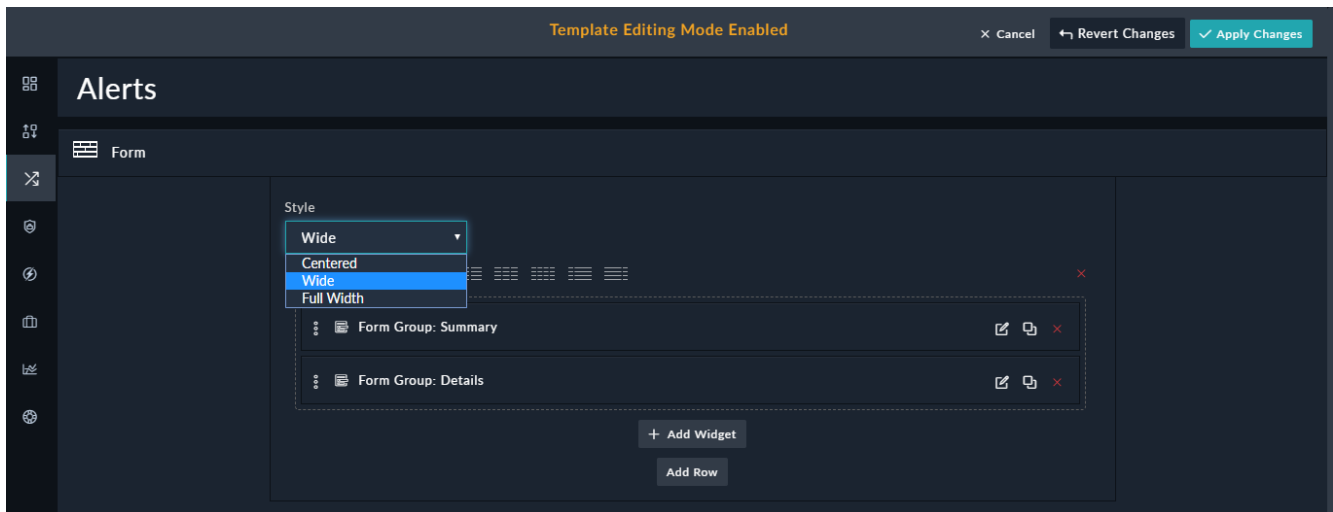 Template Editing Mode Enabled
Cancel
Revert Changes
Apply Changes
Alerts
Form
Style
Wide
Centered
Wide
Full Width
Form Group: Summary
Form Group: Details
+ Add Widget
Add Row